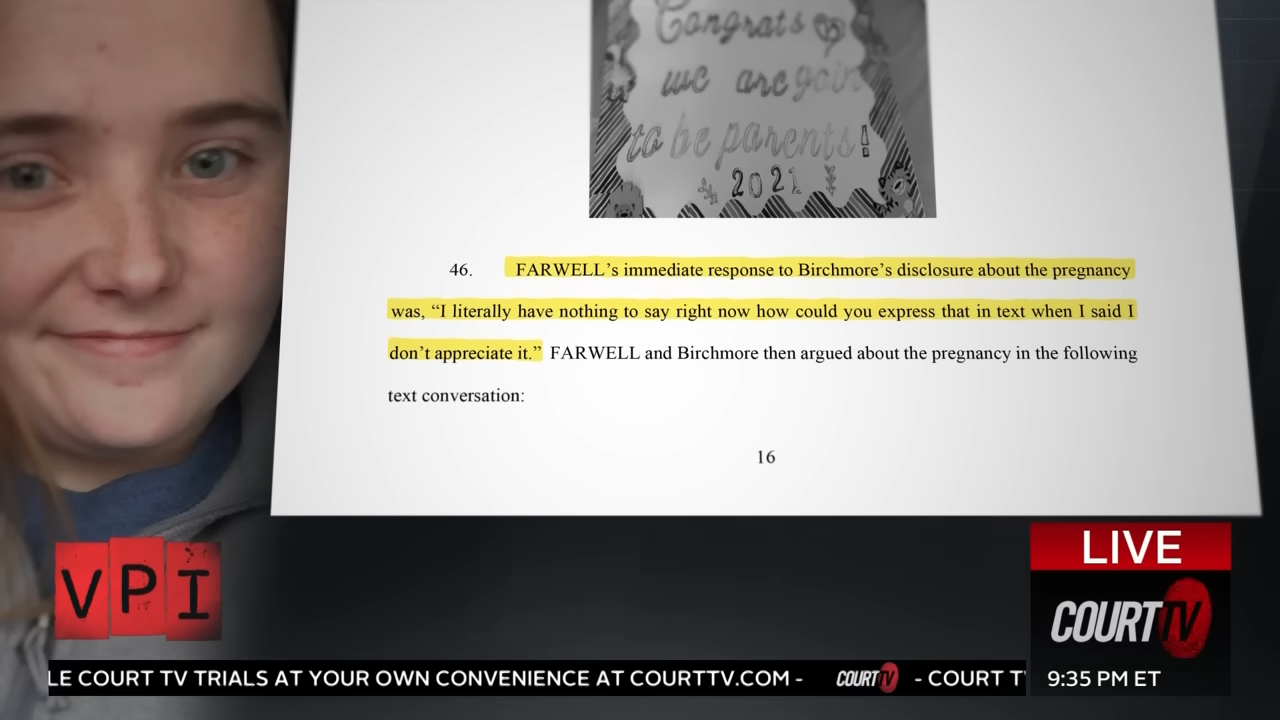 Congrats
we are goin
to be parents!
2021
46. FARWELL's immediate response to Birchmore's disclosure about the pregnancy
was, “I literally have nothing to say right now how could you express that in text when I said I
don't appreciate it.” FARWELL and Birchmore then argued about the pregnancy in the following
text conversation:
16
VPI
LIVE
COURT TV
9:35 PM ET
LE COURT TV TRIALS AT YOUR OWN CONVENIENCE AT COURTTV.COM - COURT TV - COURT TV